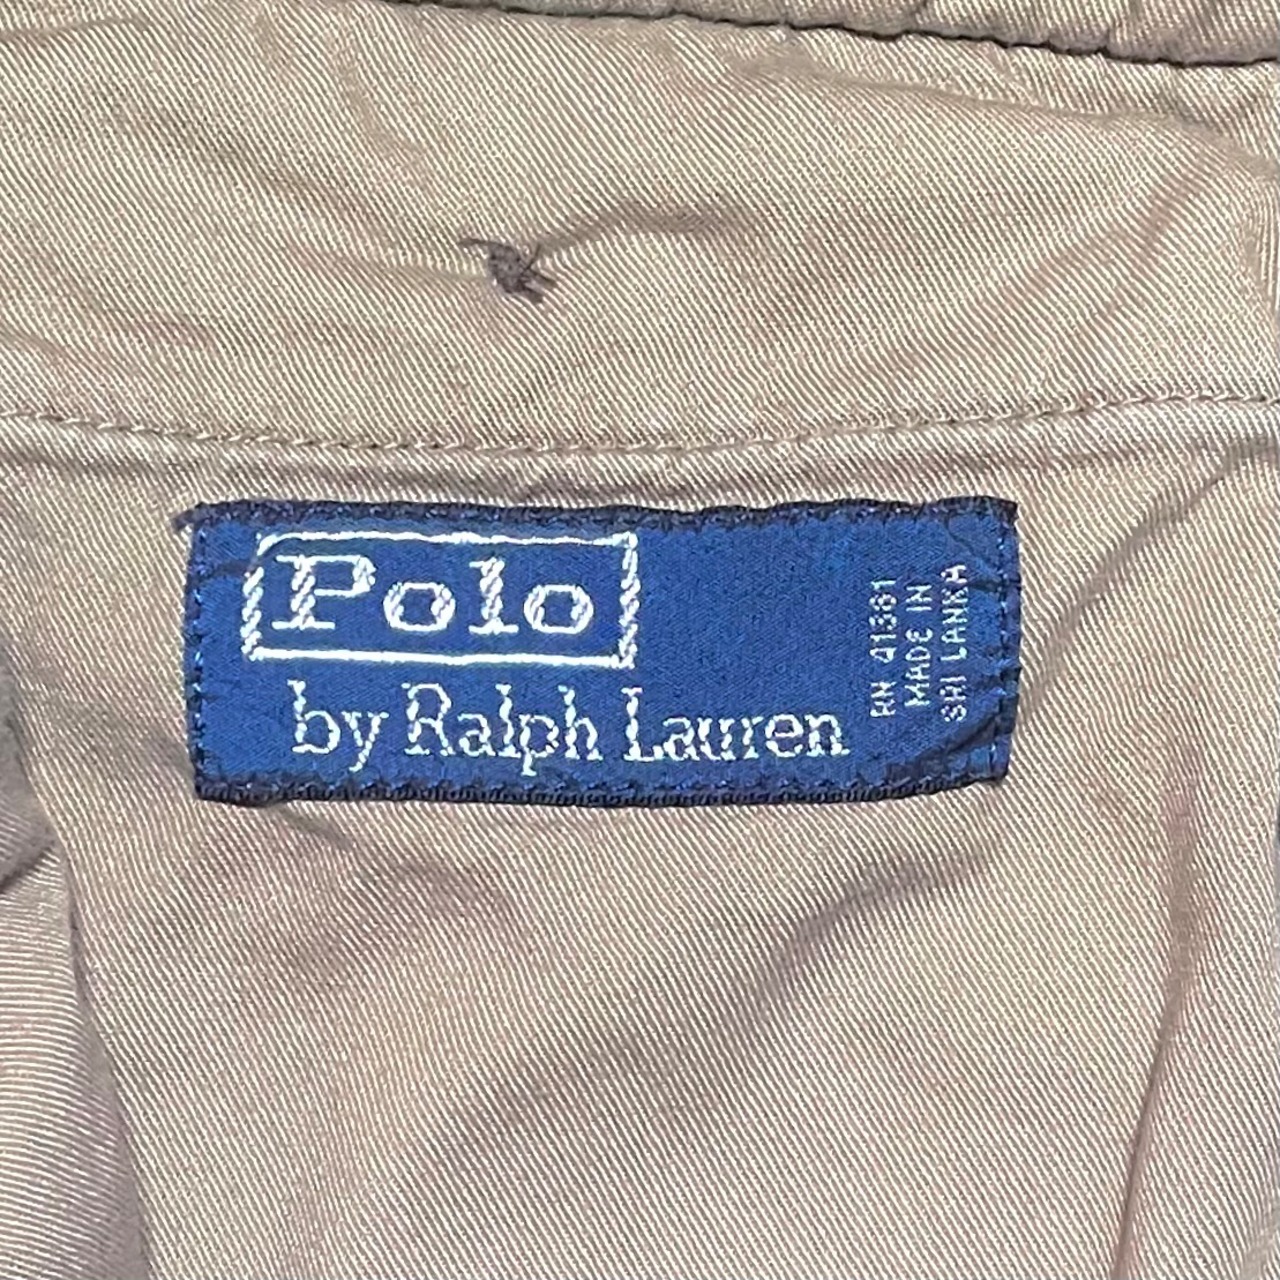 Polo
by Ralph Lauren
RN 41381
MADE IN
SRI LANKA